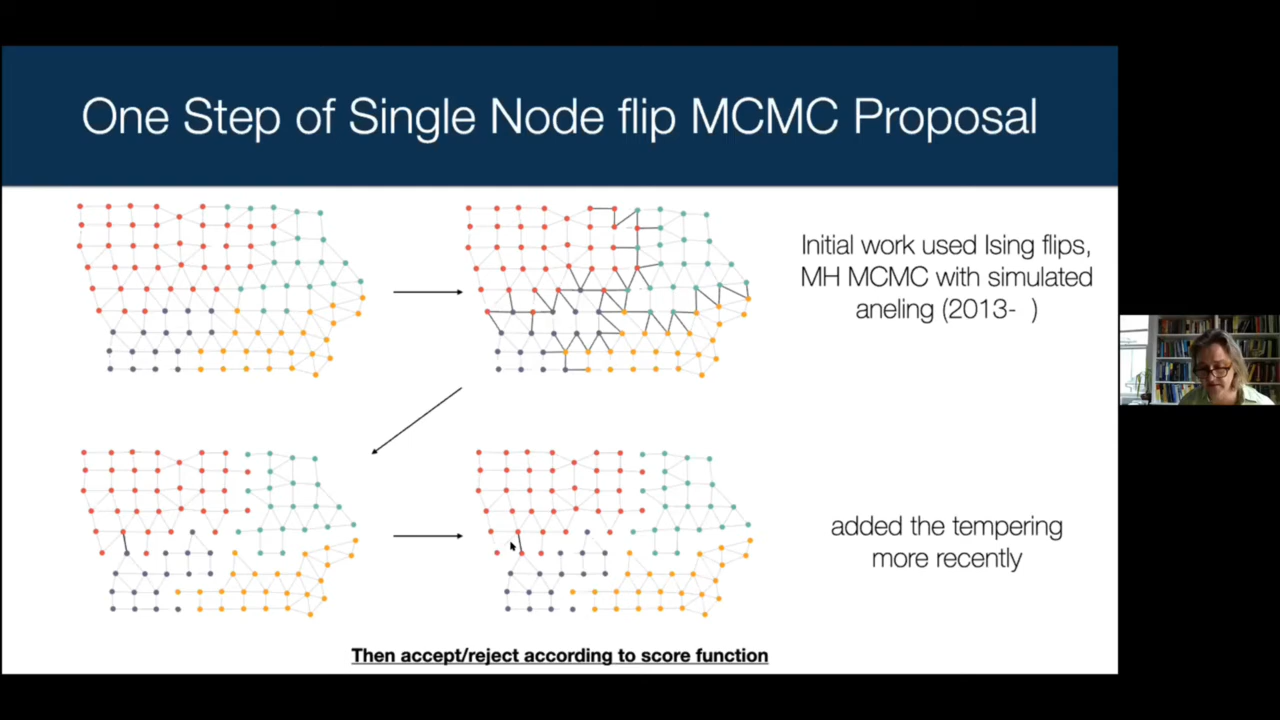 One Step of Single Node flip MCMC Proposal
Initial work used Ising flips,
MH MCMC with simulated
aneling (2013- )
added the tempering
more recently
Then accept/reject according to score function